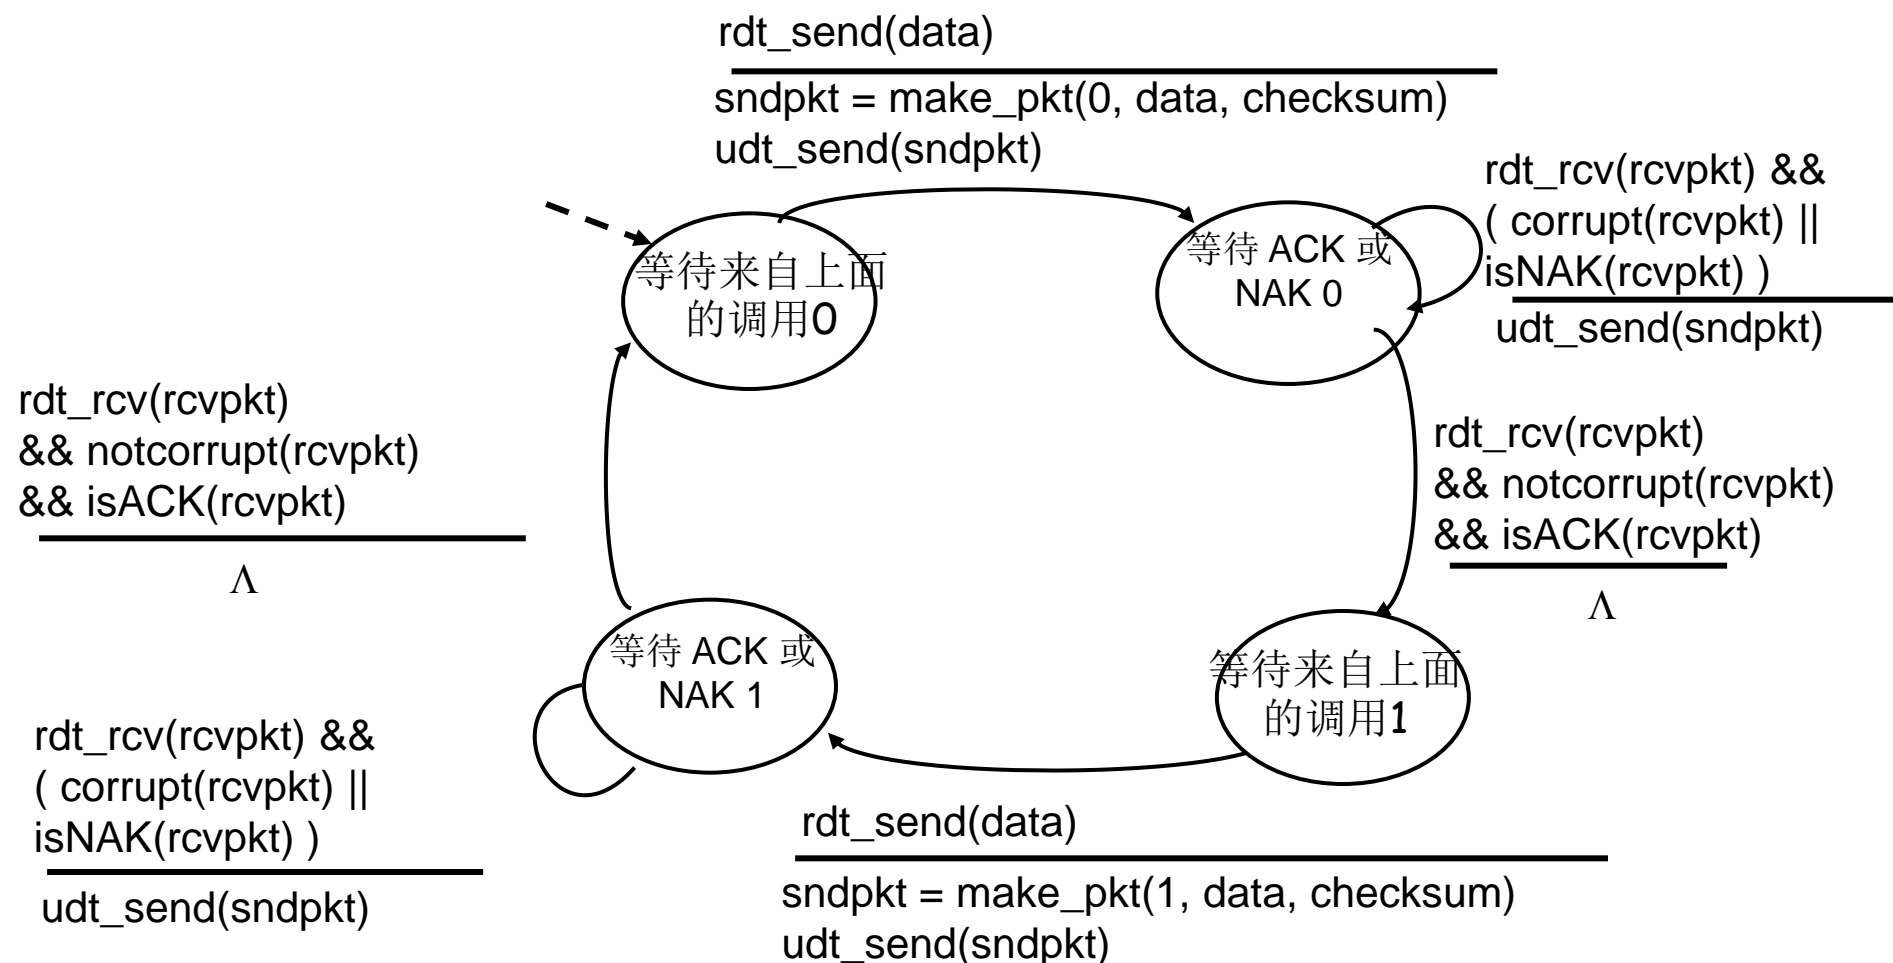 rdt_send(data)
sndpkt = make_pkt(0, data, checksum)
udt_send(sndpkt)
rdt_rcv(rcvpkt) &&
( corrupt(rcvpkt) ||
isNAK(rcvpkt) )
udt_send(sndpkt)
等待来自上面
的调用0
等待 ACK 或
NAK 0
rdt_rcv(rcvpkt)
&& notcorrupt(rcvpkt)
&& isACK(rcvpkt)
Λ
rdt_rcv(rcvpkt)
&& notcorrupt(rcvpkt)
&& isACK(rcvpkt)
Λ
等待 ACK 或
NAK 1
等待来自上面
的调用1
rdt_rcv(rcvpkt) &&
( corrupt(rcvpkt) ||
isNAK(rcvpkt) )
udt_send(sndpkt)
rdt_send(data)
sndpkt = make_pkt(1, data, checksum)
udt_send(sndpkt)